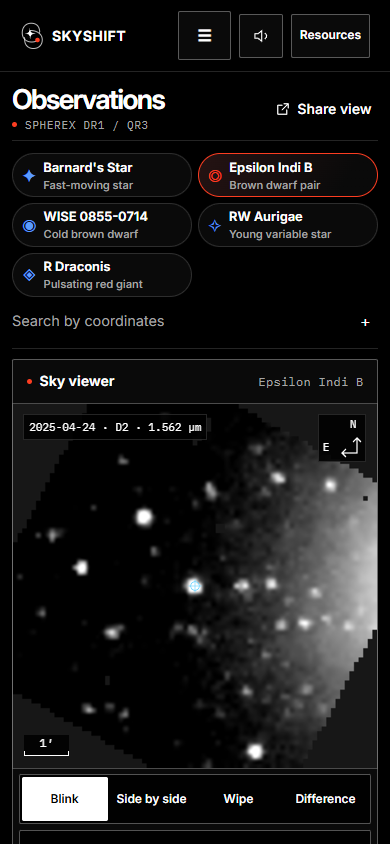 SKYSHIFT
Resources
Observations
SPHEREX DR1 / QR3
Share view
Barnard's Star
Fast-moving star
Epsilon Indi B
Brown dwarf pair
WISE 0855-0714
Cold brown dwarf
RW Aurigae
Young variable star
R Draconis
Pulsating red giant
Search by coordinates
+
Sky viewer
Epsilon Indi B
2025-04-24 · D2 · 1.562 µm
N
E
1′
Blink
Side by side
Wipe
Difference